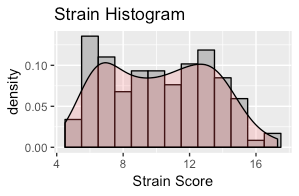 Strain Histogram
density
0.10
0.05
0.00
4 8 12 16
Strain Score